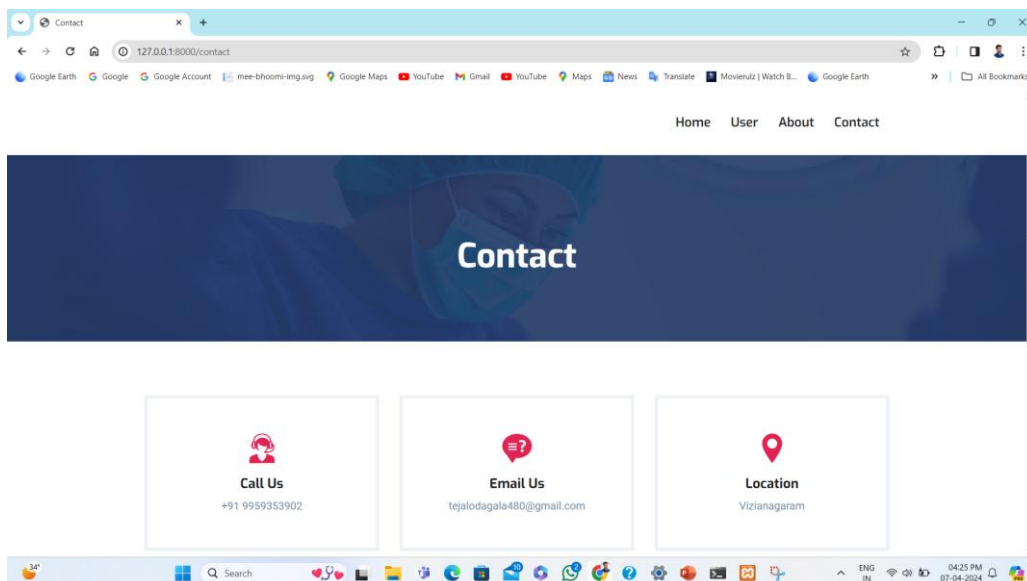 Contact
127.0.0.1:8000/contact
Google Earth Google Google Account mee-bhoomi-img.svg Google Maps YouTube Gmail YouTube Maps News Translate Movierulz | Watch B... Google Earth » All Bookmarks
Home User About Contact
Contact
Call Us Email Us Location
+91 9959353902 tejalodagala480@gmail.com Vizianagaram
34° Search ENG 04:25 PM
IN 07-04-2024